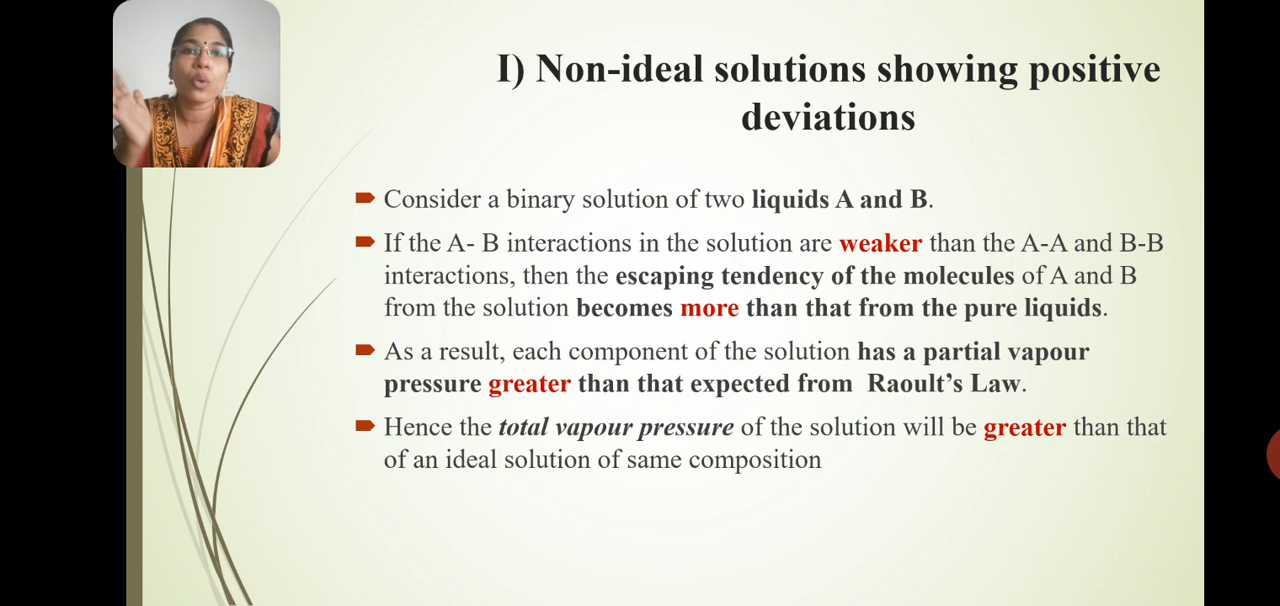 I) Non-ideal solutions showing positive
deviations
Consider a binary solution of two liquids A and B.
If the A- B interactions in the solution are weaker than the A-A and B-B
interactions, then the escaping tendency of the molecules of A and B
from the solution becomes more than that from the pure liquids.
As a result, each component of the solution has a partial vapour
pressure greater than that expected from Raoult’s Law.
Hence the total vapour pressure of the solution will be greater than that
of an ideal solution of same composition